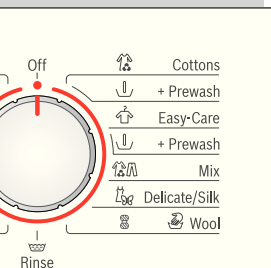 Off
Cottons
+ Prewash
Easy-Care
+ Prewash
Mix
Delicate/Silk
Wool
Rinse